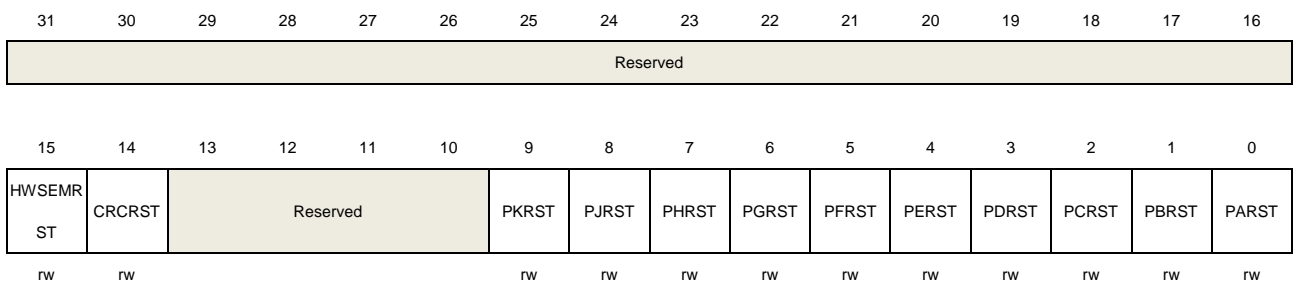 31 30 29 28 27 26 25 24 23 22 21 20 19 18 17 16
Reserved
15 14 13 12 11 10 9 8 7 6 5 4 3 2 1 0
HWSEMR
ST
CRCRST
Reserved
PKRST
PJRST
PHRST
PGRST
PFRST
PERST
PDRST
PCRST
PBRST
PARST
rw rw rw rw rw rw rw rw rw rw rw rw